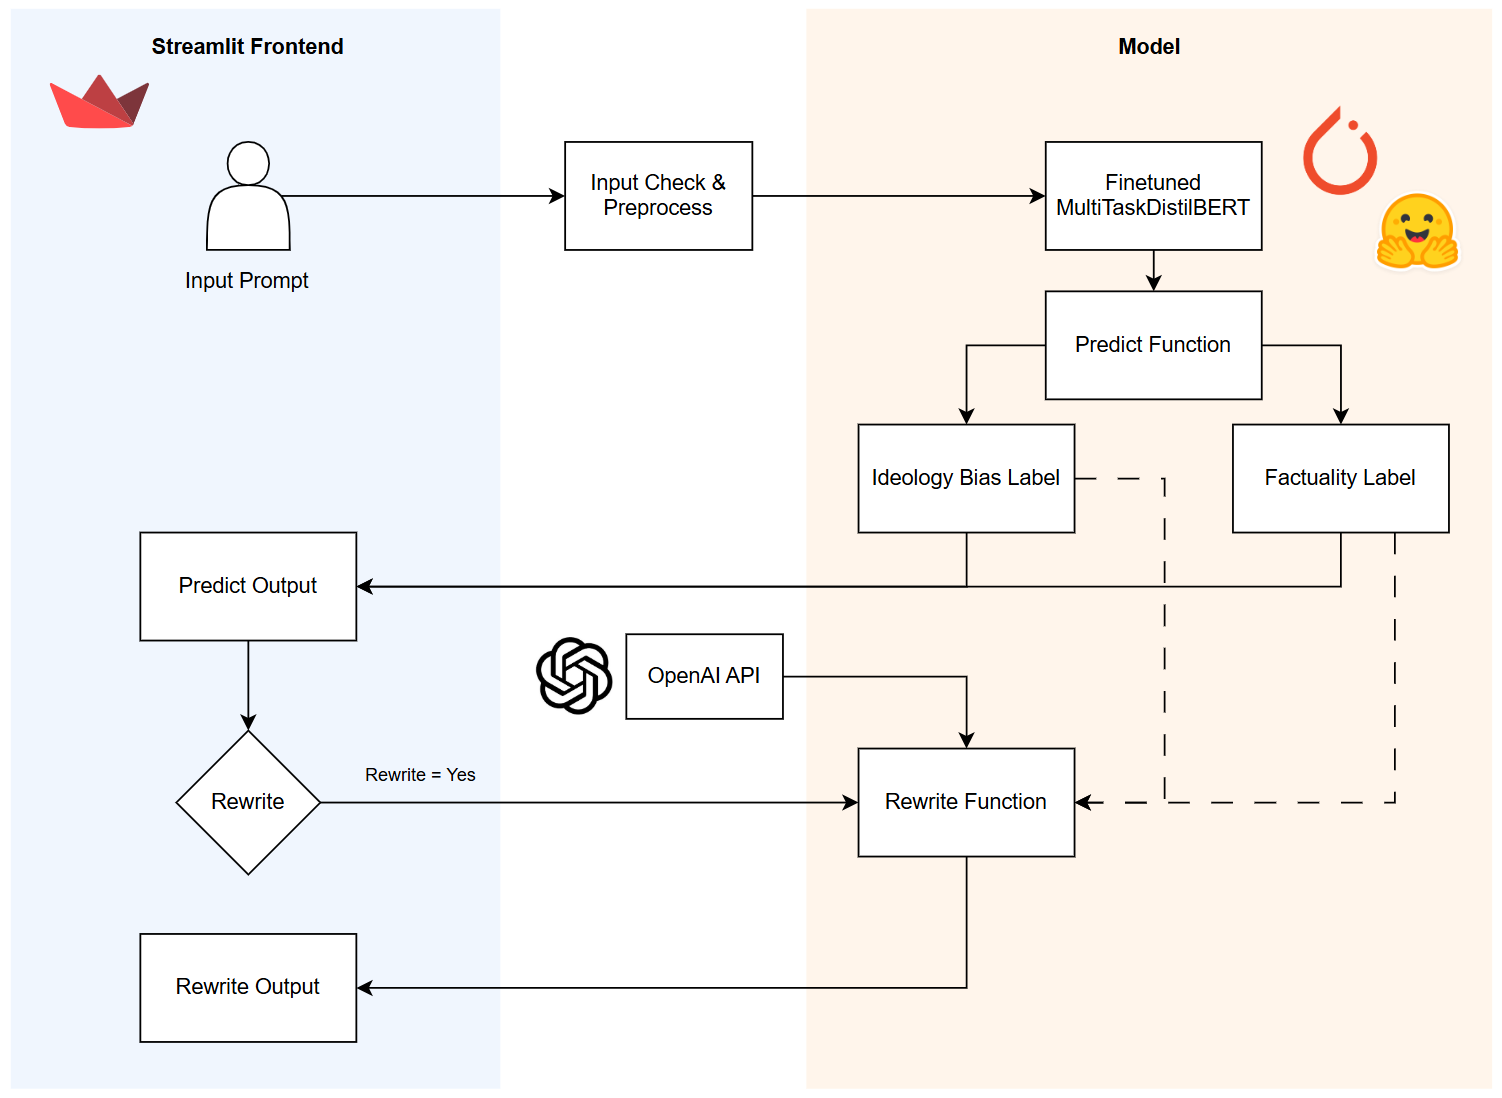 Streamlit Frontend
Model
Input Prompt
Input Check &
Preprocess
Finetuned
MultiTaskDistilBERT
Predict Function
Ideology Bias Label
Factuality Label
Predict Output
OpenAI API
Rewrite
Rewrite = Yes
Rewrite Function
Rewrite Output